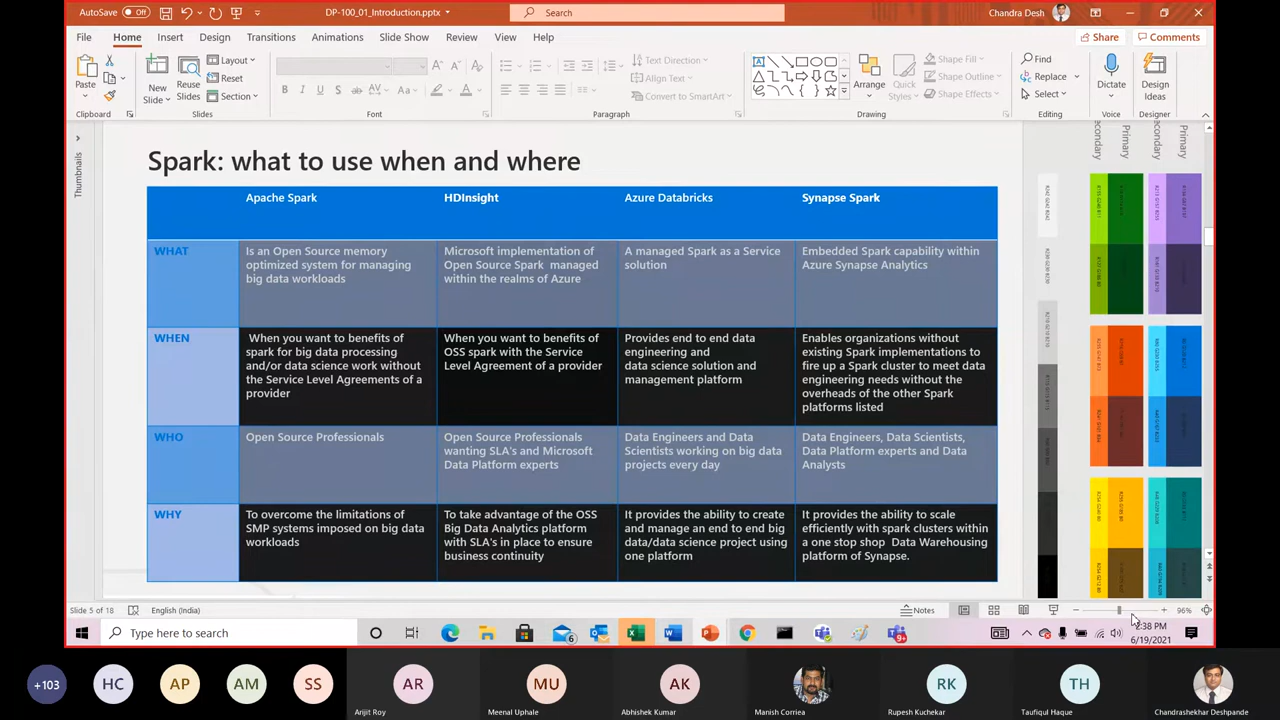 AutoSave Off
DP-100_01_Introduction.pptx
Search
Chandra Desh
File Home Insert Draw Design Transitions Animations Slide Show Review View Help
Share Comments
Paste
Clipboard
New Slide
Reuse Slides
Layout
Reset
Section
Slides
Font
Text Direction
Align Text
Convert to SmartArt
Paragraph
Arrange
Quick Styles
Shape Fill
Shape Outline
Shape Effects
Drawing
Find
Replace
Select
Editing
Dictate
Voice
Design Ideas
Designer
Thumbnails
Spark: what to use when and where
Apache Spark HDInsight Azure Databricks Synapse Spark
WHAT
Is an Open Source memory
optimized system for managing
big data workloads
Microsoft implementation of
Open Source Spark managed
within the realms of Azure
A managed Spark as a Service
solution
Embedded Spark capability within
Azure Synapse Analytics
WHEN
When you want to benefits of
spark for big data processing
and/or data science work without
the Service Level Agreements of a
provider
When you want to benefits of
OSS spark with the Service
Level Agreement of a provider
Provides end to end data
engineering and
data science solution and
management platform
Enables organizations without
existing Spark implementations to
fire up a Spark cluster to meet data
engineering needs without the
overheads of the other Spark
platforms listed
WHO
Open Source Professionals
Open Source Professionals
wanting SLA's and Microsoft
Data Platform experts
Data Engineers and Data
Scientists working on big data
projects every day
Data Engineers, Data Scientists,
Data Platform experts and Data
Analysts
WHY
To overcome the limitations of
SMP systems imposed on big data
workloads
To take advantage of the OSS
Big Data Analytics platform
with SLA's in place to ensure
business continuity
It provides the ability to create
and manage an end to end big
data/data science project using
one platform
It provides the ability to scale
efficiently with spark clusters within
a one stop shop Data Warehousing
platform of Synapse.
Primary
Primary
Slide 5 of 18
English (India)
Notes
96%
Type here to search
:38 PM
6/19/2021
+103
HC
AP
AM
SS
AR
Arijit Roy
MU
Meenal Uphale
AK
Abhishek Kumar
Manish Correia
RK
Rupesh Kuchekar
TH
Taufiqul Haque
Chandrashekhar Deshpande